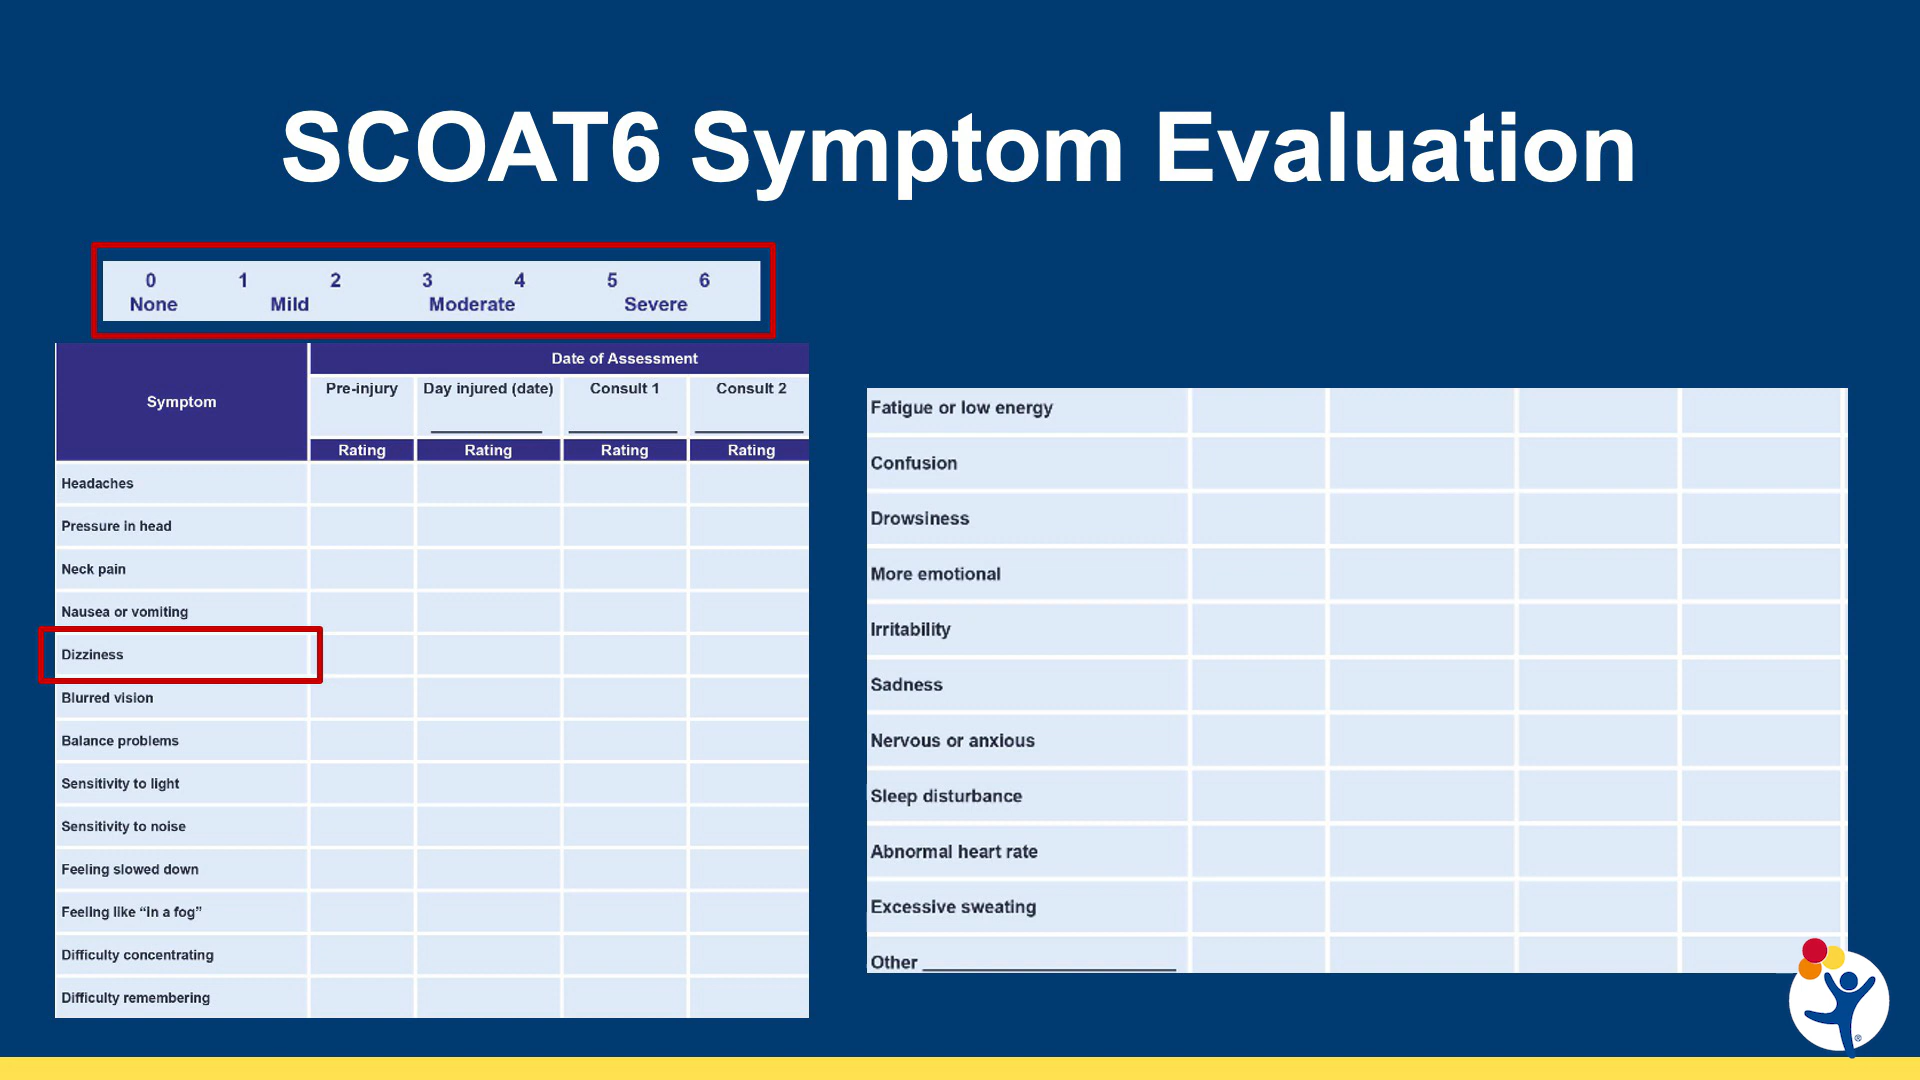 SCOAT6 Symptom Evaluation
0 1 2 3 4 5 6
None Mild Moderate Severe
Symptom
Date of Assessment
Pre-injury Day injured (date) Consult 1 Consult 2
Rating Rating Rating Rating
Headaches
Pressure in head
Neck pain
Nausea or vomiting
Dizziness
Blurred vision
Balance problems
Sensitivity to light
Sensitivity to noise
Feeling slowed down
Feeling like “in a fog”
Difficulty concentrating
Difficulty remembering
Fatigue or low energy
Confusion
Drowsiness
More emotional
Irritability
Sadness
Nervous or anxious
Sleep disturbance
Abnormal heart rate
Excessive sweating
Other
®